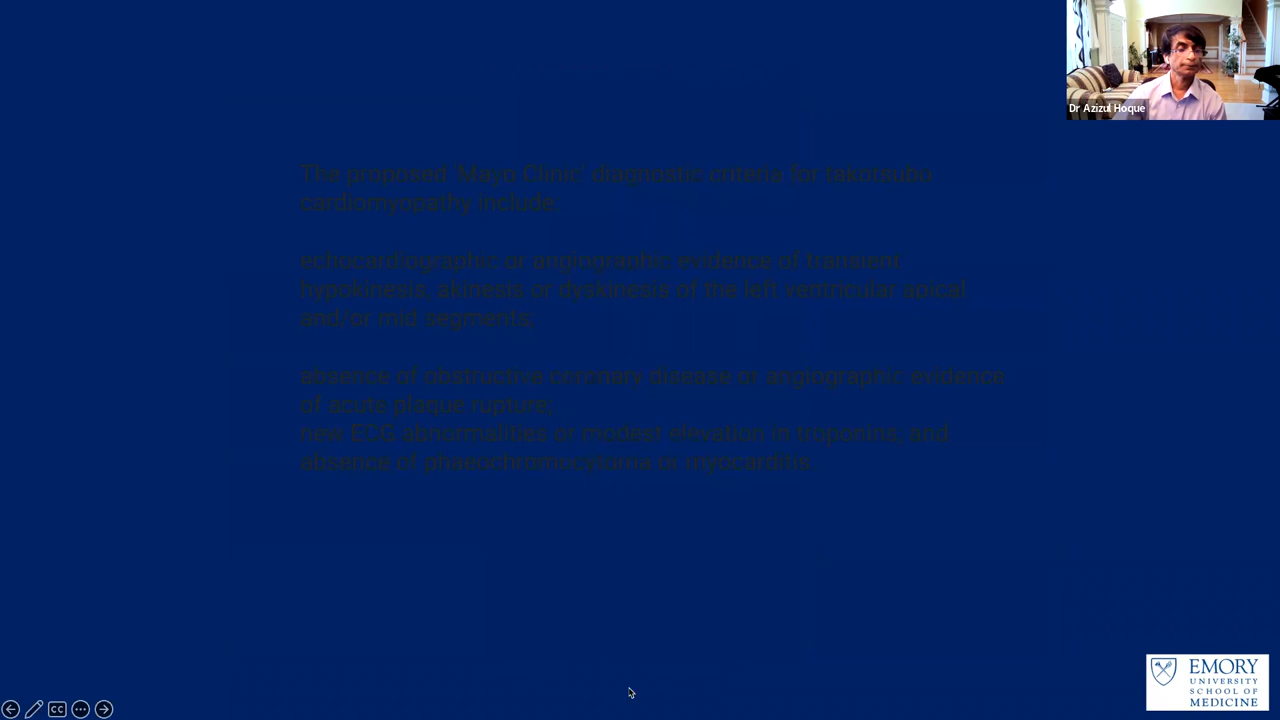 Dr Azizul Hoque
The proposed 'Mayo Clinic' diagnostic criteria for takotsubo
cardiomyopathy include:
echocardiographic or angiographic evidence of transient
hypokinesis, akinesis or dyskinesis of the left ventricular apical
and/or mid segments;
absence of obstructive coronary disease or angiographic evidence
of acute plaque rupture;
new ECG abnormalities or modest elevation in troponins; and
absence of phaeochromocytoma or myocarditis.
CC
EMORY
UNIVERSITY
SCHOOL OF
MEDICINE